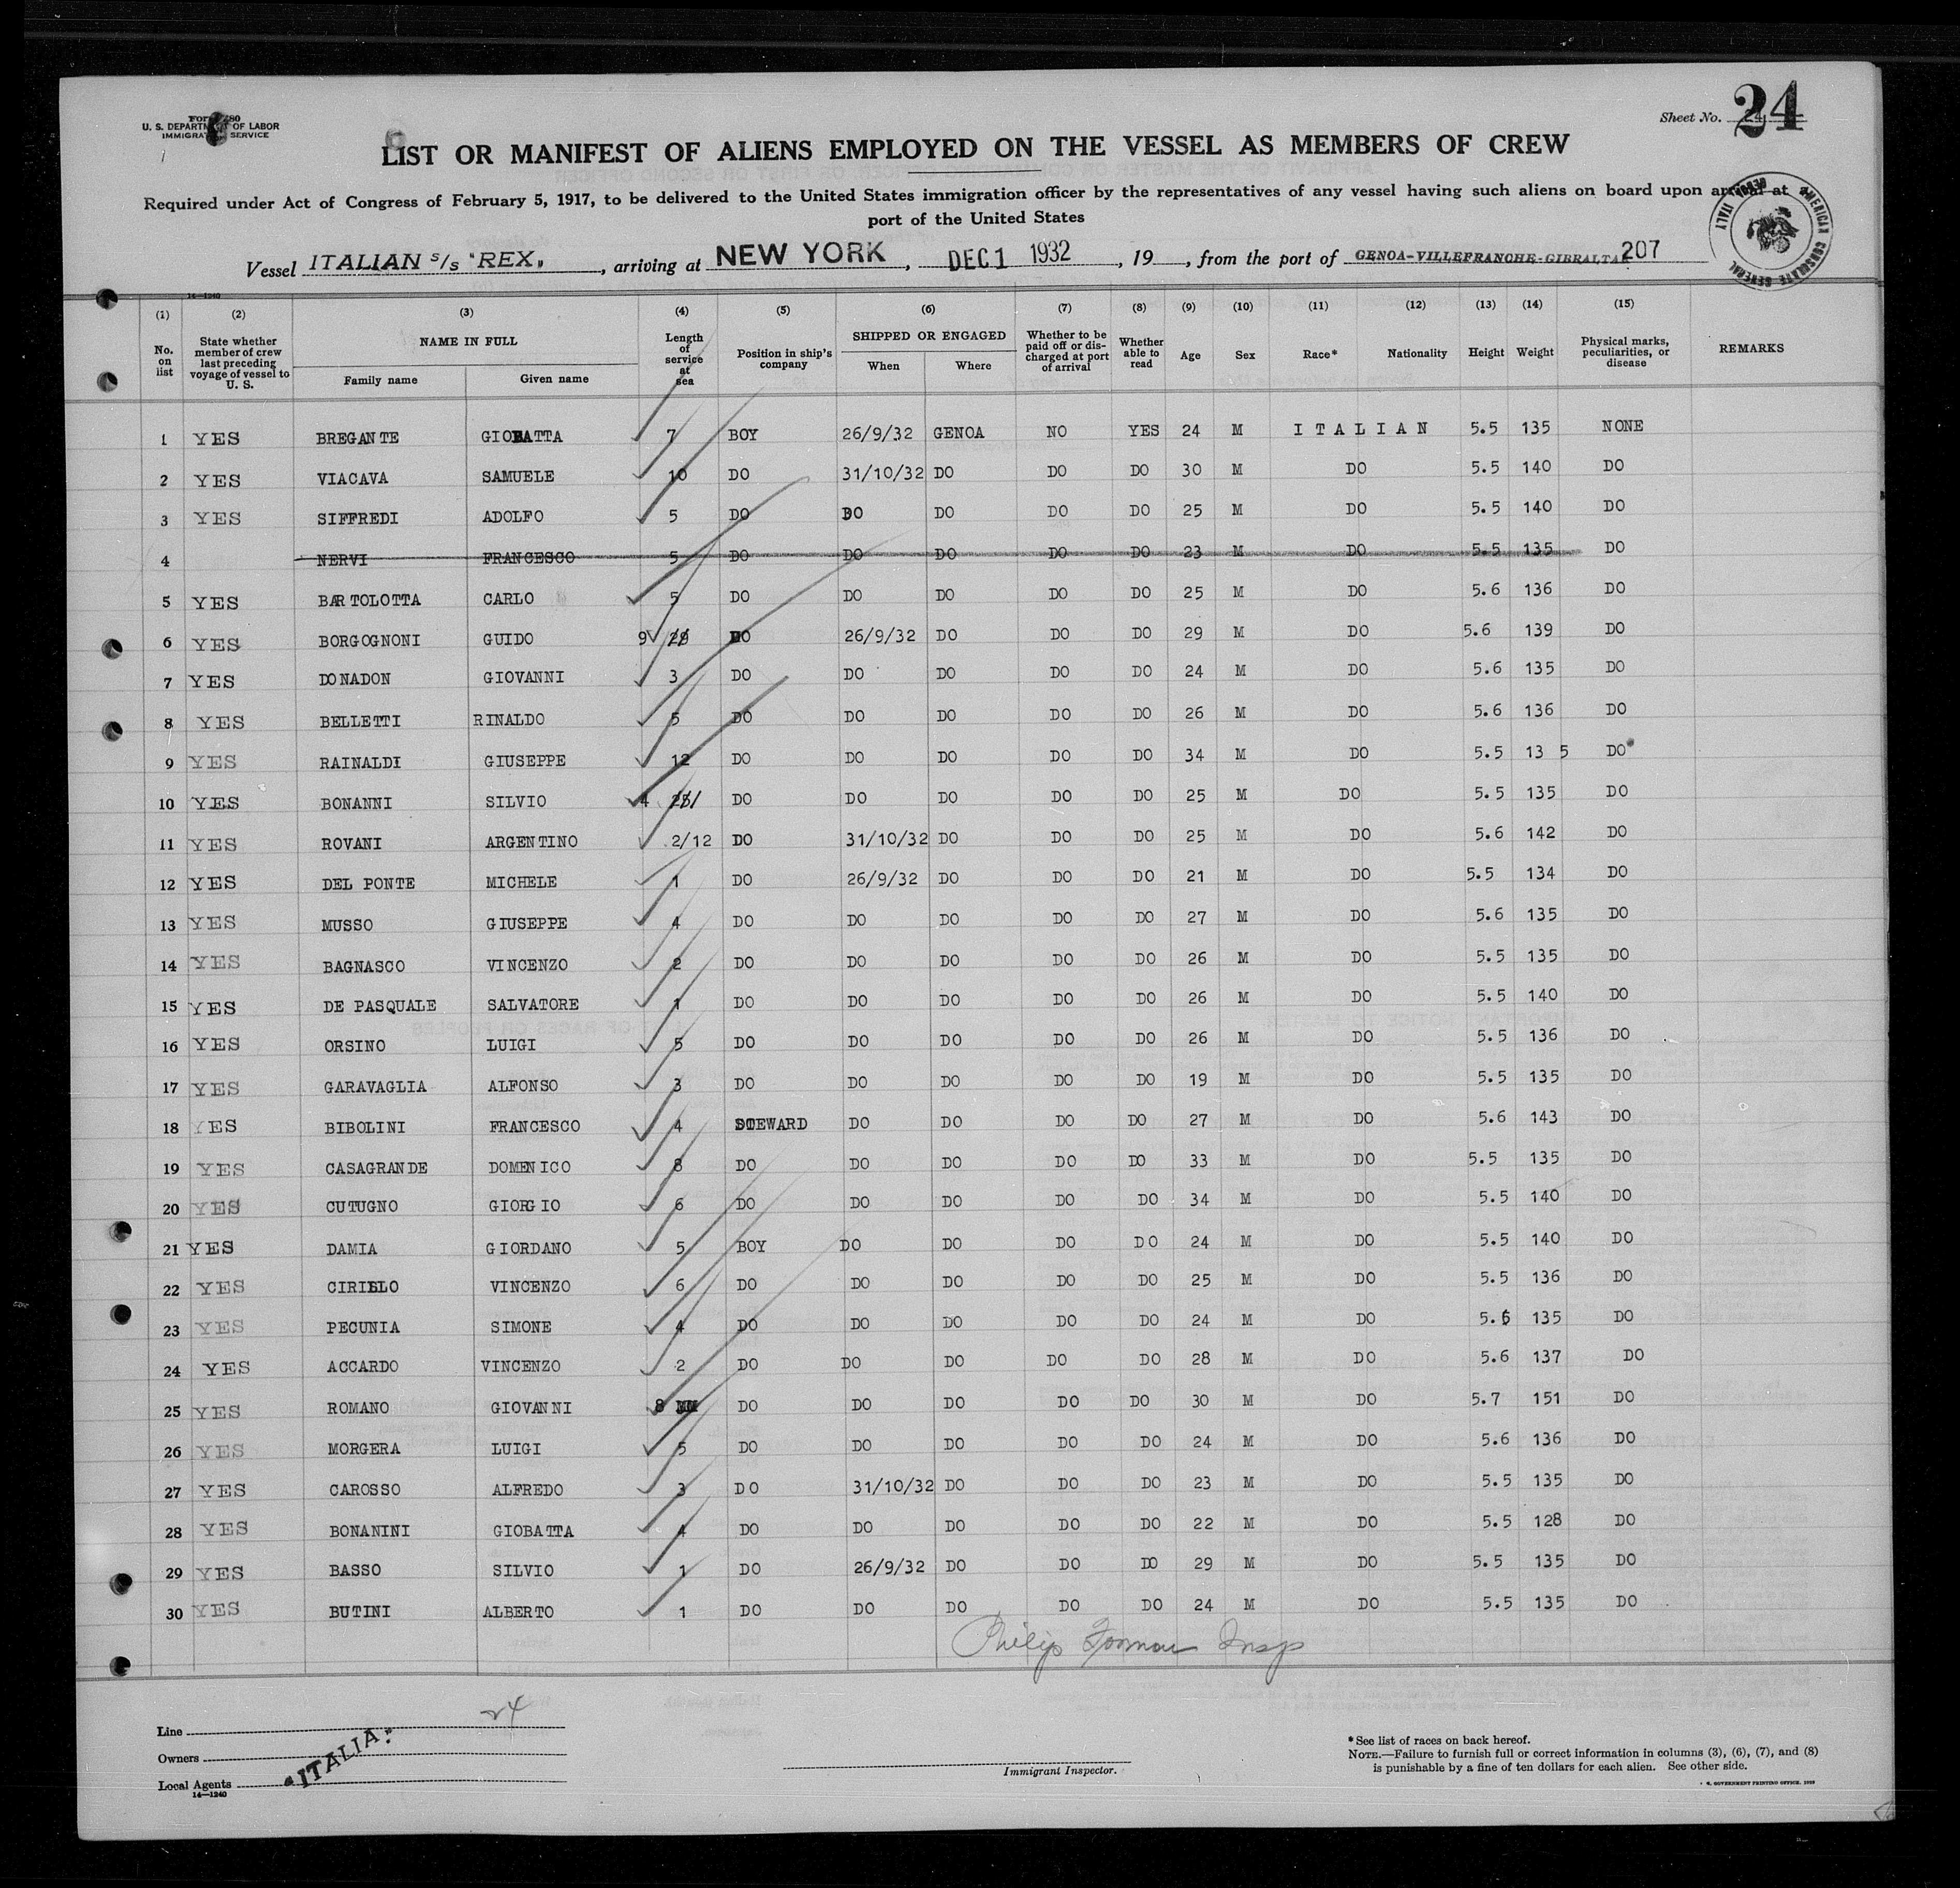 Form 680
U. S. DEPARTMENT OF LABOR
IMMIGRATION SERVICE
Sheet No. 24
LIST OR MANIFEST OF ALIENS EMPLOYED ON THE VESSEL AS MEMBERS OF CREW
Required under Act of Congress of February 5, 1917, to be delivered to the United States immigration officer by the representatives of any vessel having such aliens on board upon arrival at a
port of the United States
AMERICAN CONSULATE GENERAL GENOA ITALY
Vessel ITALIAN S/S "REX", arriving at NEW YORK, DEC 1 1932, 19, from the port of GENOA-VILLEFRANCHE-GIBRALTAR 207
14—1240
(1) (2) (3) (4) (5) (6) (7) (8) (9) (10) (11) (12) (13) (14) (15)
No. on list State whether member of crew last preceding voyage of vessel to U. S. NAME IN FULL Family name Given name Length of service at sea Position in ship's company SHIPPED OR ENGAGED When Where Whether to be paid off or discharged at port of arrival Whether able to read Age Sex Race* Nationality Height Weight Physical marks, peculiarities, or disease REMARKS
1 YES BREGANTE GIOBATTA 7 BOY 26/9/32 GENOA NO YES 24 M ITALIAN 5.5 135 NONE
2 YES VIACAVA SAMUELE 10 DO 31/10/32 DO DO DO 30 M DO 5.5 140 DO
3 YES SIFFREDI ADOLFO 5 DO DO DO DO DO 25 M DO 5.5 140 DO
4 NERVI FRANCESCO 5 DO DO DO DO DO 23 M DO 5.5 135 DO
5 YES BARTOLOTTA CARLO 5 DO DO DO DO DO 25 M DO 5.6 136 DO
6 YES BORGOGNONI GUIDO 9 DO 26/9/32 DO DO DO 29 M DO 5.6 139 DO
7 YES DONADON GIOVANNI 3 DO DO DO DO DO 24 M DO 5.6 135 DO
8 YES BELLETTI RINALDO 5 DO DO DO DO DO 26 M DO 5.6 136 DO
9 YES RAINALDI GIUSEPPE 12 DO DO DO DO DO 34 M DO 5.5 13 5 DO
10 YES BONANNI SILVIO 4 DO DO DO DO DO 25 M DO 5.5 135 DO
11 YES ROVANI ARGENTINO 2/12 DO 31/10/32 DO DO DO 25 M DO 5.6 142 DO
12 YES DEL PONTE MICHELE 1 DO 26/9/32 DO DO DO 21 M DO 5.5 134 DO
13 YES MUSSO GIUSEPPE 4 DO DO DO DO DO 27 M DO 5.6 135 DO
14 YES BAGNASCO VINCENZO 2 DO DO DO DO DO 26 M DO 5.5 135 DO
15 YES DE PASQUALE SALVATORE 1 DO DO DO DO DO 26 M DO 5.5 140 DO
16 YES ORSINO LUIGI 5 DO DO DO DO DO 26 M DO 5.5 136 DO
17 YES GARAVAGLIA ALFONSO 3 DO DO DO DO DO 19 M DO 5.5 135 DO
18 YES BIBOLINI FRANCESCO 4 STEWARD DO DO DO DO 27 M DO 5.6 143 DO
19 YES CASAGRANDE DOMENICO 8 DO DO DO DO DO 33 M DO 5.5 135 DO
20 YES CUTUGNO GIORGIO 6 DO DO DO DO DO 34 M DO 5.5 140 DO
21 YES DAMIA GIORDANO 5 BOY DO DO DO DO 24 M DO 5.5 140 DO
22 YES CIRILLO VINCENZO 6 DO DO DO DO DO 25 M DO 5.5 136 DO
23 YES PECUNIA SIMONE 4 DO DO DO DO DO 24 M DO 5.6 135 DO
24 YES ACCARDO VINCENZO 2 DO DO DO DO DO 28 M DO 5.6 137 DO
25 YES ROMANO GIOVANNI 8 DO DO DO DO DO 30 M DO 5.7 151 DO
26 YES MORGERA LUIGI 5 DO DO DO DO DO 24 M DO 5.6 136 DO
27 YES CAROSSO ALFREDO 3 DO 31/10/32 DO DO DO 23 M DO 5.5 135 DO
28 YES BONANINI GIOBATTA 4 DO DO DO DO DO 22 M DO 5.5 128 DO
29 YES BASSO SILVIO 1 DO 26/9/32 DO DO DO 29 M DO 5.5 135 DO
30 YES BUTINI ALBERTO 1 DO DO DO DO DO 24 M DO 5.5 135 DO
Philip Forman Insp
24
Line
Owners
Local Agents
"ITALIA"
14—1240
Immigrant Inspector.
*See list of races on back hereof.
NOTE.—Failure to furnish full or correct information in columns (3), (6), (7), and (8)
is punishable by a fine of ten dollars for each alien. See other side.
U. S. GOVERNMENT PRINTING OFFICE